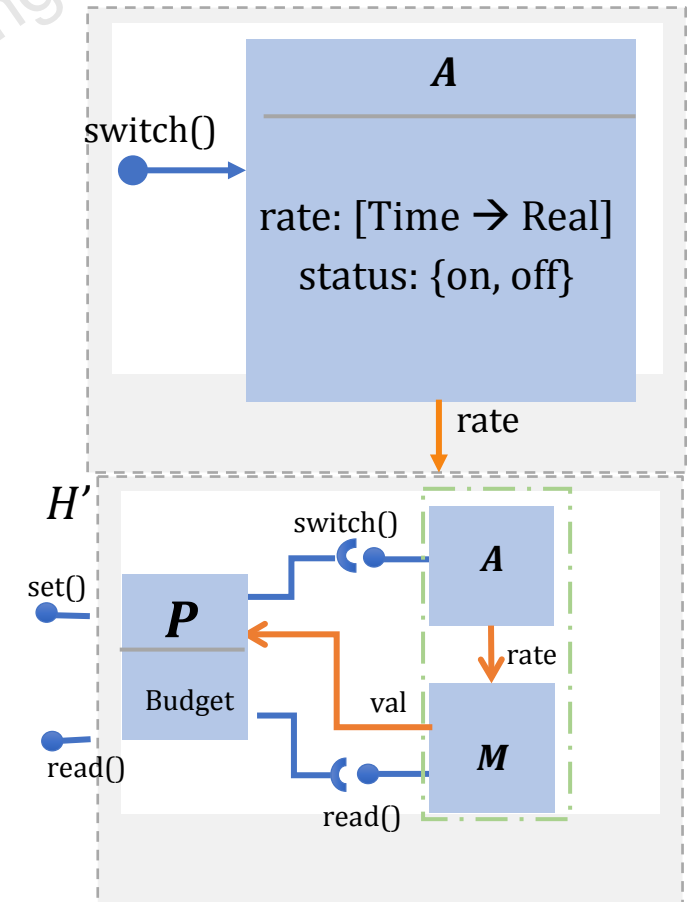 A
switch()
rate: [Time → Real]
status: {on, off}
rate
H'
switch()
A
set()
P
rate
Budget
val
M
read()
read()